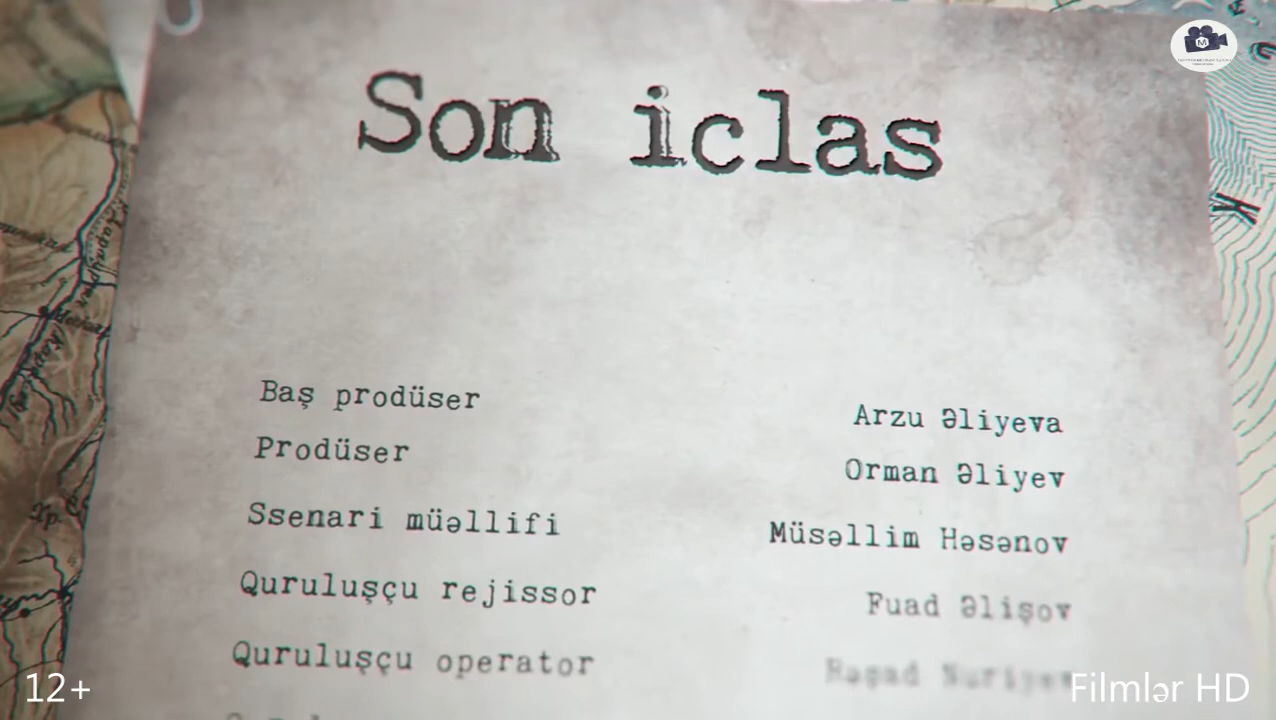 Son iclas
Baş prodüser Arzu Əliyeva
Prodüser Orman Əliyev
Ssenari müəllifi Müsəllim Həsənov
Quruluşçu rejissor Fuad Əlişov
Quruluşçu operator
12+
Filmlər HD
K